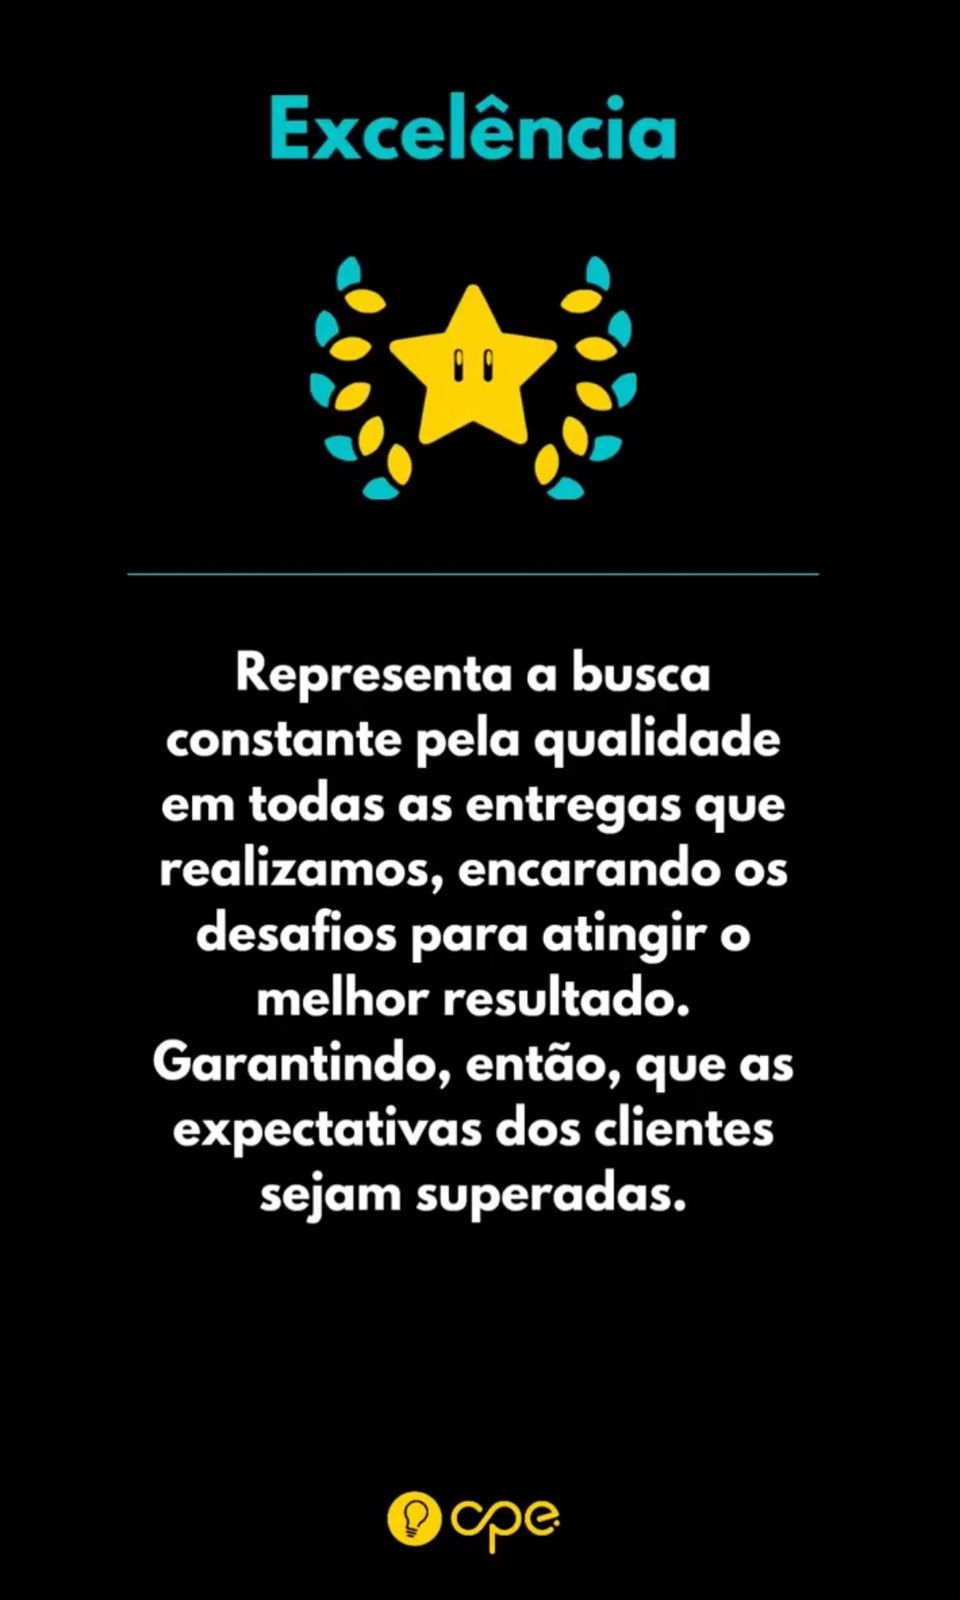 Excelência
Representa a busca
constante pela qualidade
em todas as entregas que
realizamos, encarando os
desafios para atingir o
melhor resultado.
Garantindo, então, que as
expectativas dos clientes
sejam superadas.
cpe